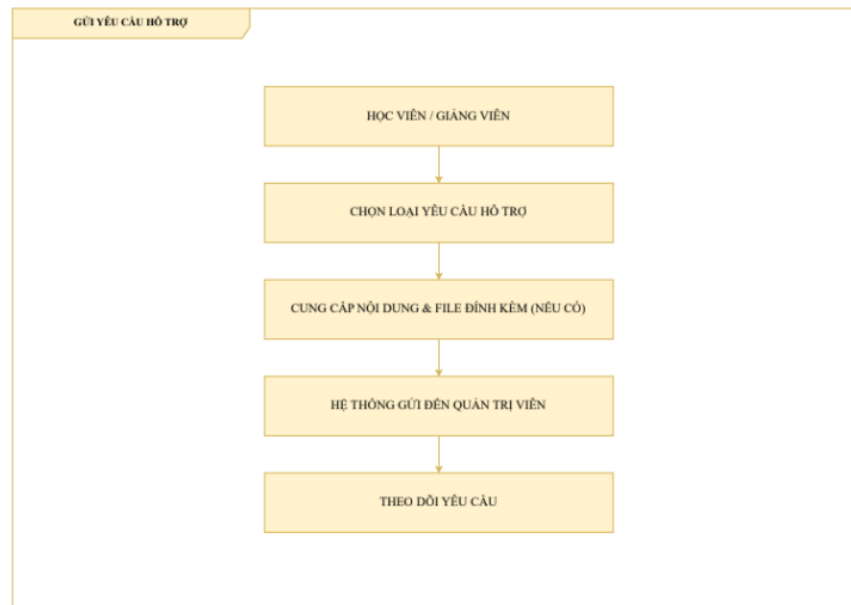 GỬI YÊU CẦU HỖ TRỢ
HỌC VIÊN / GIẢNG VIÊN
CHỌN LOẠI YÊU CẦU HỖ TRỢ
CUNG CẤP NỘI DUNG & FILE ĐÍNH KÈM (NẾU CÓ)
HỆ THỐNG GỬI ĐẾN QUẢN TRỊ VIÊN
THEO DÕI YÊU CẦU